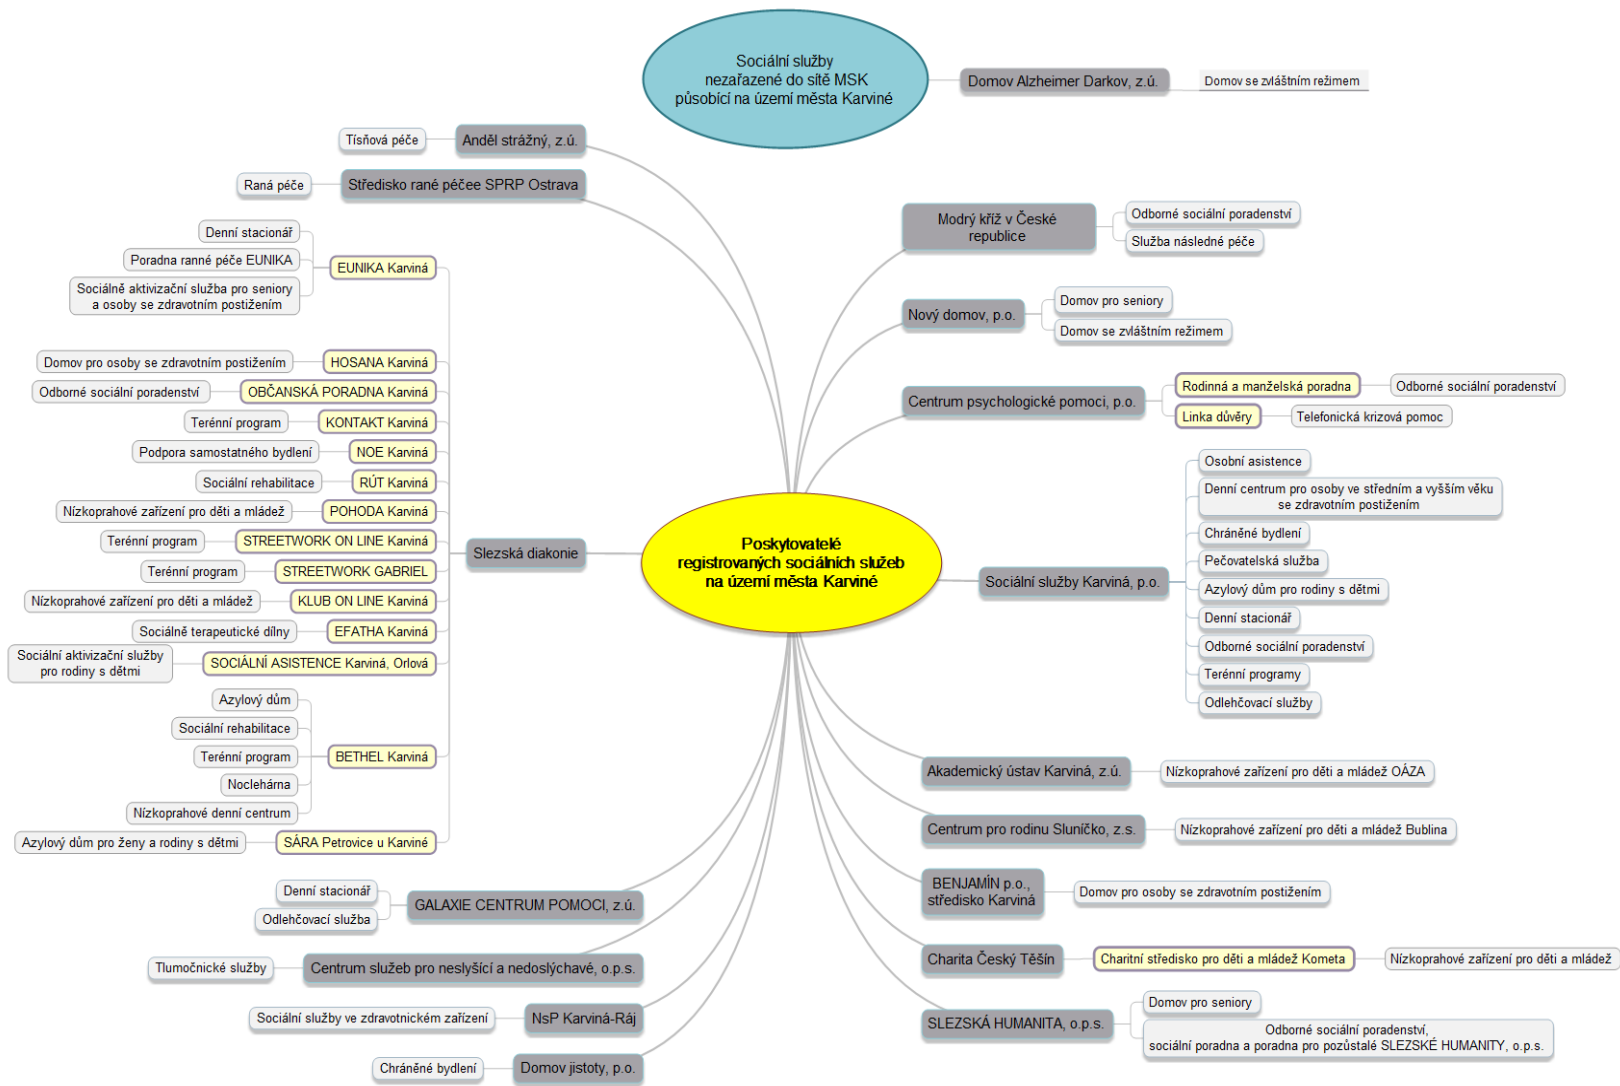 Sociální služby
nezařazené do sítě MSK
působící na území města Karviné
Domov Alzheimer Darkov, z.ú.
Domov se zvláštním režimem
Tísňová péče
Anděl strážný, z.ú.
Raná péče
Středisko rané péčee SPRP Ostrava
Denní stacionář
Poradna ranné péče EUNIKA
Sociálně aktivizační služba pro seniory
a osoby se zdravotním postižením
EUNIKA Karviná
Domov pro osoby se zdravotním postižením
HOSANA Karviná
Odborné sociální poradenství
OBČANSKÁ PORADNA Karviná
Terénní program
KONTAKT Karviná
Podpora samostatného bydlení
NOE Karviná
Sociální rehabilitace
RÚT Karviná
Nízkoprahové zařízení pro děti a mládež
POHODA Karviná
Terénní program
STREETWORK ON LINE Karviná
Terénní program
STREETWORK GABRIEL
Nízkoprahové zařízení pro děti a mládež
KLUB ON LINE Karviná
Sociálně terapeutické dílny
EFATHA Karviná
Sociální aktivizační služby
pro rodiny s dětmi
SOCIÁLNÍ ASISTENCE Karviná, Orlová
Azylový dům
Sociální rehabilitace
Terénní program
Noclehárna
Nízkoprahové denní centrum
BETHEL Karviná
Azylový dům pro ženy a rodiny s dětmi
SÁRA Petrovice u Karviné
Slezská diakonie
Denní stacionář
Odlehčovací služba
GALAXIE CENTRUM POMOCI, z.ú.
Tlumočnické služby
Centrum služeb pro neslyšící a nedoslýchavé, o.p.s.
Sociální služby ve zdravotnickém zařízení
NsP Karviná-Ráj
Chráněné bydlení
Domov jistoty, p.o.
Poskytovatelé
registrovaných sociálních služeb
na území města Karviné
Modrý kříž v České
republice
Odborné sociální poradenství
Služba následné péče
Nový domov, p.o.
Domov pro seniory
Domov se zvláštním režimem
Centrum psychologické pomoci, p.o.
Rodinná a manželská poradna
Odborné sociální poradenství
Linka důvěry
Telefonická krizová pomoc
Sociální služby Karviná, p.o.
Osobní asistence
Denní centrum pro osoby ve středním a vyšším věku
se zdravotním postižením
Chráněné bydlení
Pečovatelská služba
Azylový dům pro rodiny s dětmi
Denní stacionář
Odborné sociální poradenství
Terénní programy
Odlehčovací služby
Akademický ústav Karviná, z.ú.
Nízkoprahové zařízení pro děti a mládež OÁZA
Centrum pro rodinu Sluníčko, z.s.
Nízkoprahové zařízení pro děti a mládež Bublina
BENJAMÍN p.o.,
středisko Karviná
Domov pro osoby se zdravotním postižením
Charita Český Těšín
Charitní středisko pro děti a mládež Kometa
Nízkoprahové zařízení pro děti a mládež
SLEZSKÁ HUMANITA, o.p.s.
Domov pro seniory
Odborné sociální poradenství,
sociální poradna a poradna pro pozůstalé SLEZSKÉ HUMANITY, o.p.s.